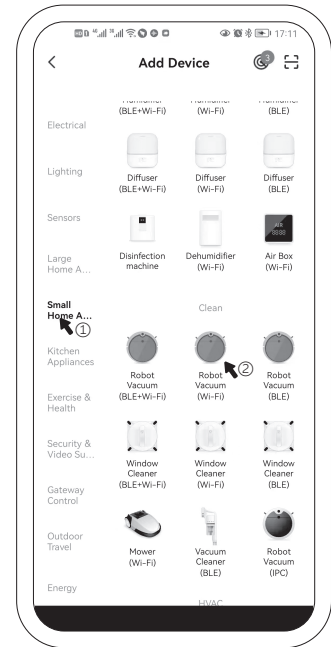 17:11
Add Device
3
Electrical
Lighting
Sensors
Large
Home A...
Small
Home A...
①
Kitchen
Appliances
Exercise &
Health
Security &
Video Su...
Gateway
Control
Outdoor
Travel
Energy
(BLE+Wi-Fi)
(Wi-Fi)
(BLE)
Diffuser
(BLE+Wi-Fi)
Diffuser
(Wi-Fi)
Diffuser
(BLE)
Disinfection
machine
Dehumidifier
(Wi-Fi)
Air Box
(Wi-Fi)
Clean
Robot
Vacuum
(BLE+Wi-Fi)
Robot
Vacuum
(Wi-Fi)
②
Robot
Vacuum
(BLE)
Window
Cleaner
(BLE+Wi-Fi)
Window
Cleaner
(Wi-Fi)
Window
Cleaner
(BLE)
Mower
(Wi-Fi)
Vacuum
Cleaner
(BLE)
Robot
Vacuum
(IPC)
HVAC